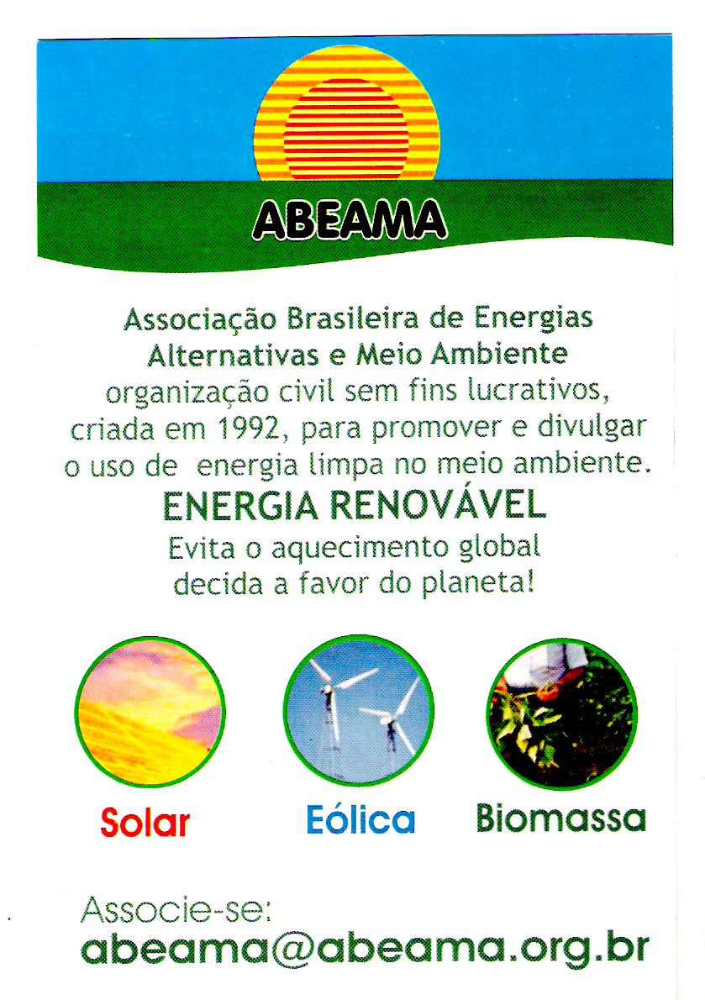 ABEAMA
Associação Brasileira de Energias
Alternativas e Meio Ambiente
organização civil sem fins lucrativos,
criada em 1992, para promover e divulgar
o uso de energia limpa no meio ambiente.
ENERGIA RENOVÁVEL
Evita o aquecimento global
decida a favor do planeta!
Solar Eólica Biomassa
Associe-se:
abeama@abeama.org.br